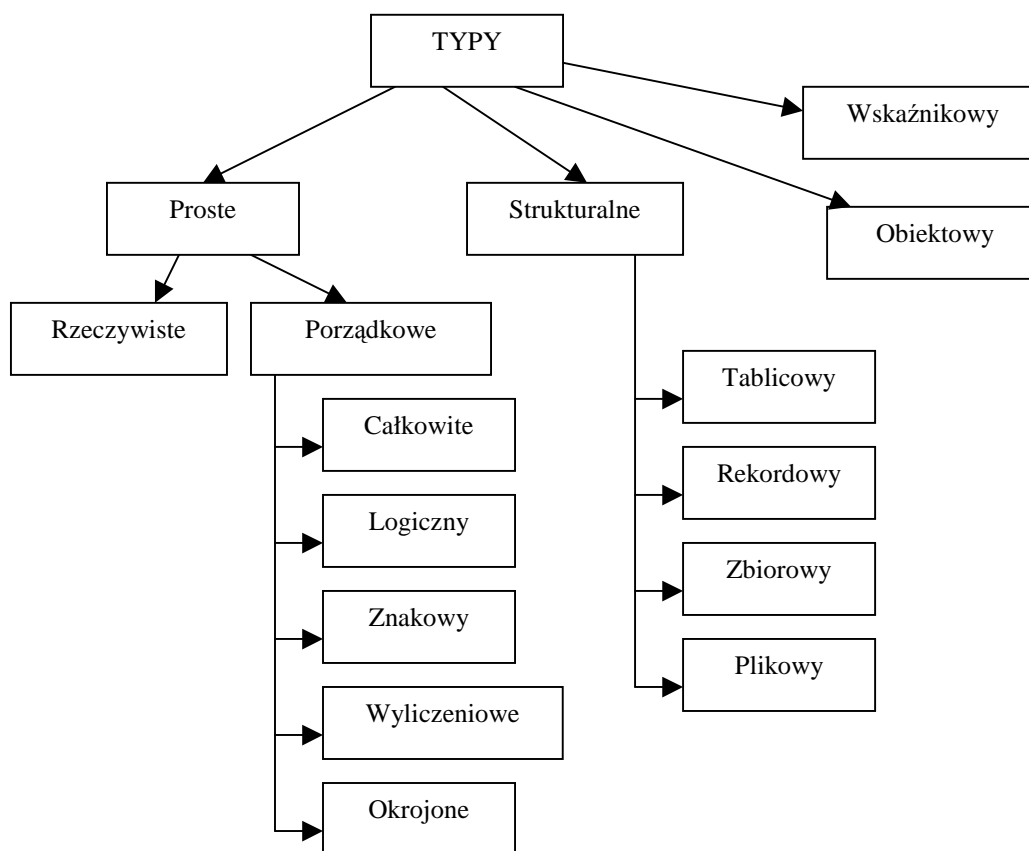 TYPY
Wskaźnikowy
Proste
Strukturalne
Obiektowy
Rzeczywiste
Porządkowe
Tablicowy
Całkowite
Rekordowy
Logiczny
Zbiorowy
Znakowy
Plikowy
Wyliczeniowe
Okrojone